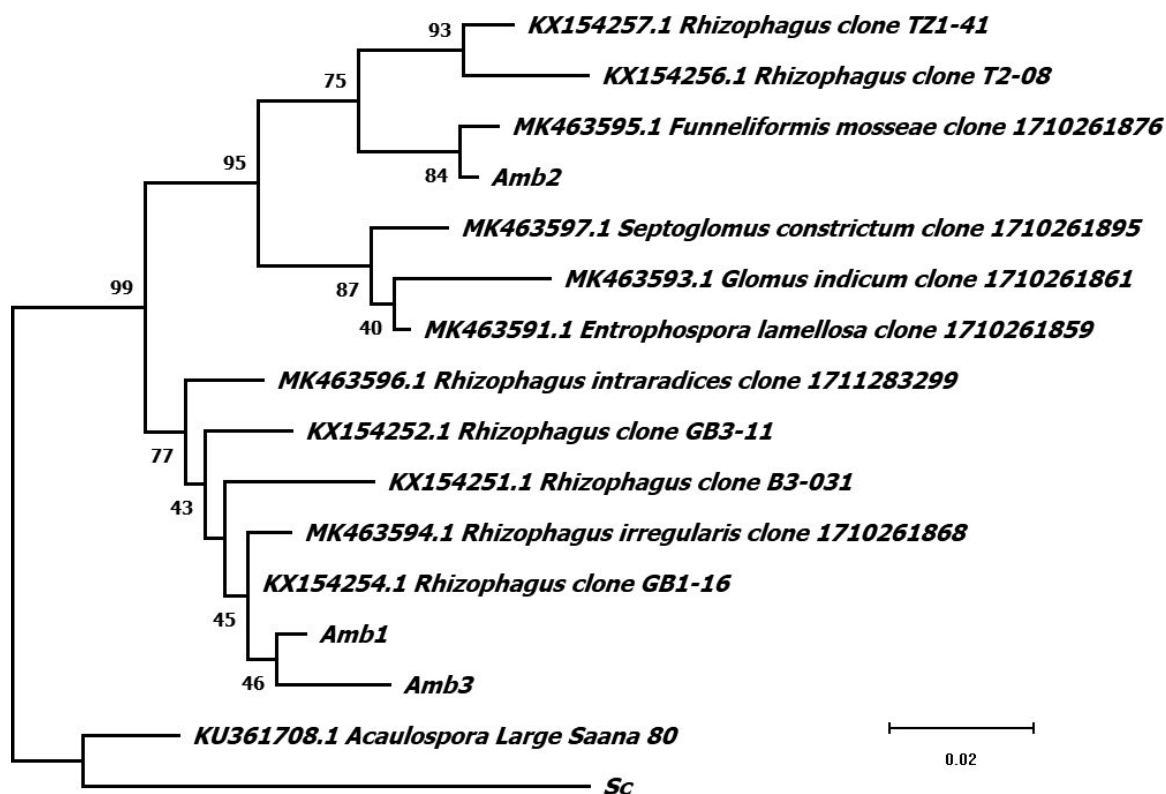 93
KX154257.1 Rhizophagus clone TZ1-41
KX154256.1 Rhizophagus clone T2-08
75
MK463595.1 Funneliformis mosseae clone 1710261876
95
84
Amb2
MK463597.1 Septoglomus constrictum clone 1710261895
99
87
MK463593.1 Glomus indicum clone 1710261861
40
MK463591.1 Entrophospora lamellosa clone 1710261859
MK463596.1 Rhizophagus intraradices clone 1711283299
77
KX154252.1 Rhizophagus clone GB3-11
43
KX154251.1 Rhizophagus clone B3-031
MK463594.1 Rhizophagus irregularis clone 1710261868
KX154254.1 Rhizophagus clone GB1-16
45
Amb1
46
Amb3
KU361708.1 Acaulospora Large Saana 80
0.02
Sc